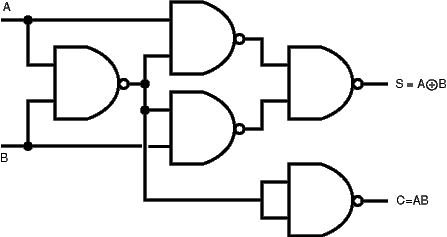 A
S = A⊕B
B
C=AB